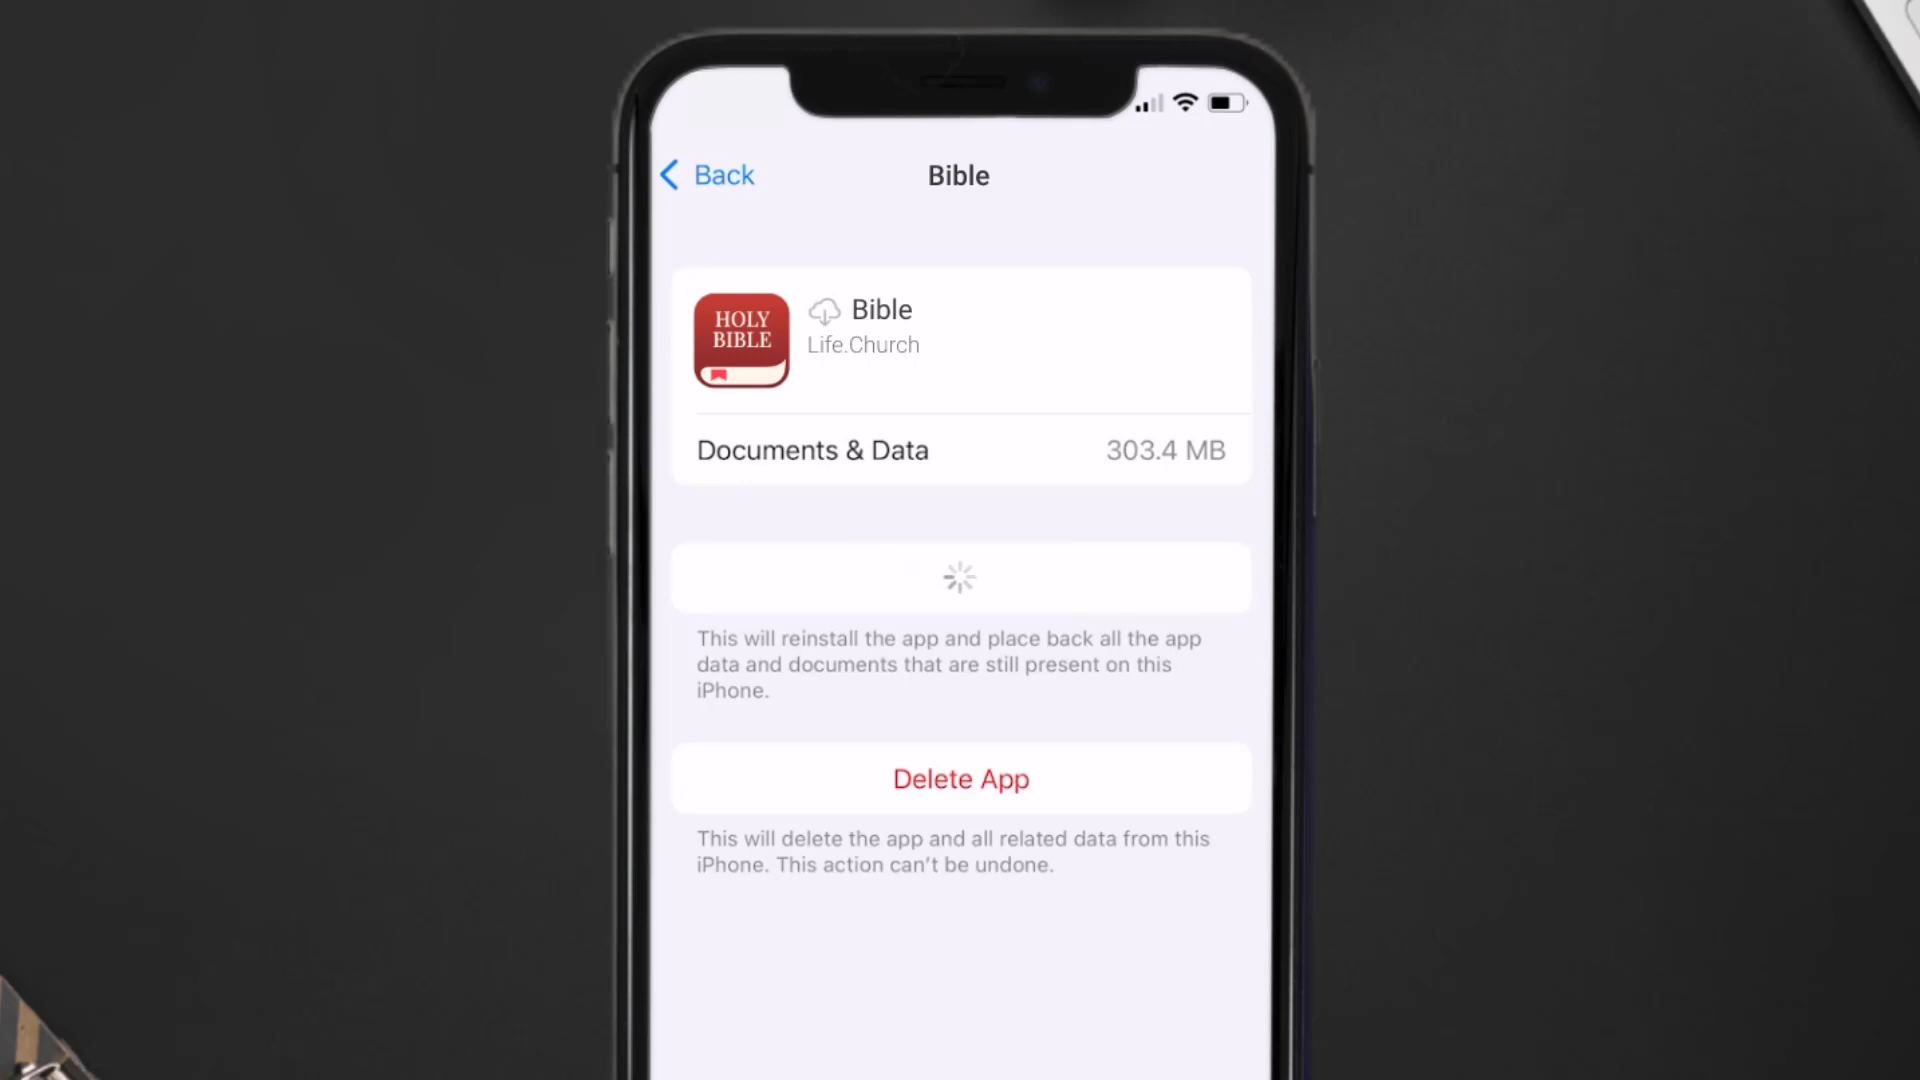 Back
Bible
HOLY
BIBLE
Bible
Life.Church
Documents & Data 303.4 MB
This will reinstall the app and place back all the app
data and documents that are still present on this
iPhone.
Delete App
This will delete the app and all related data from this
iPhone. This action can't be undone.